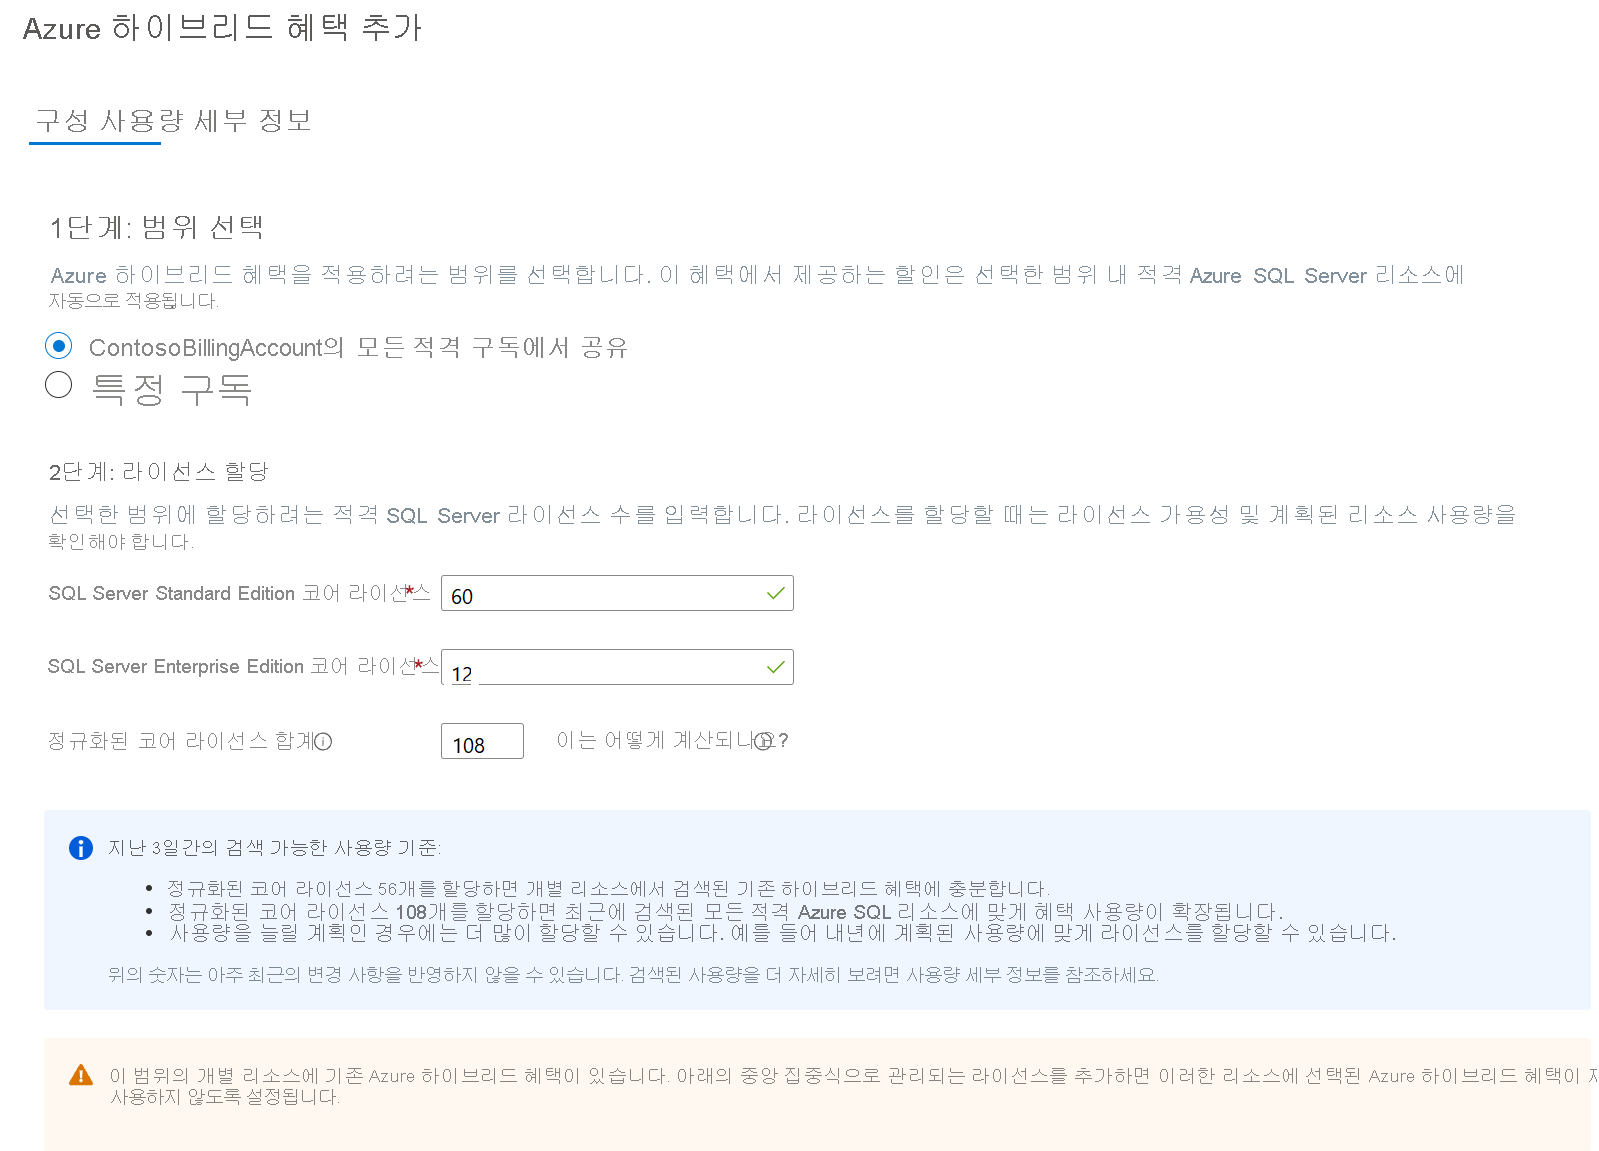 Azure 하이브리드 혜택 추가
구성 사용량 세부 정보
1단계: 범위 선택
Azure 하이브리드 혜택을 적용하려는 범위를 선택합니다. 이 혜택에서 제공하는 할인은 선택한 범위 내 적격 Azure SQL Server 리소스에
자동으로 적용됩니다.
ContosoBillingAccount의 모든 적격 구독에서 공유
특정 구독
2단계: 라이선스 할당
선택한 범위에 할당하려는 적격 SQL Server 라이선스 수를 입력합니다. 라이선스를 할당할 때는 라이선스 가용성 및 계획된 리소스 사용량을
확인해야 합니다.
SQL Server Standard Edition 코어 라이선스* 60
SQL Server Enterprise Edition 코어 라이선스* 12
정규화된 코어 라이선스 합계 108 이는 어떻게 계산되나요?
지난 3일간의 검색 가능한 사용량 기준:
• 정규화된 코어 라이선스 56개를 할당하면 개별 리소스에서 검색된 기존 하이브리드 혜택에 충분합니다.
• 정규화된 코어 라이선스 108개를 할당하면 최근에 검색된 모든 적격 Azure SQL 리소스에 맞게 혜택 사용량이 확장됩니다.
• 사용량을 늘릴 계획인 경우에는 더 많이 할당할 수 있습니다. 예를 들어 내년에 계획된 사용량에 맞게 라이선스를 할당할 수 있습니다.
위의 숫자는 아주 최근의 변경 사항을 반영하지 않을 수 있습니다. 검색된 사용량을 더 자세히 보려면 사용량 세부 정보를 참조하세요.
이 범위의 개별 리소스에 기존 Azure 하이브리드 혜택이 있습니다. 아래의 중앙 집중식으로 관리되는 라이선스를 추가하면 이러한 리소스에 선택된 Azure 하이브리드 혜택이
사용하지 않도록 설정됩니다.